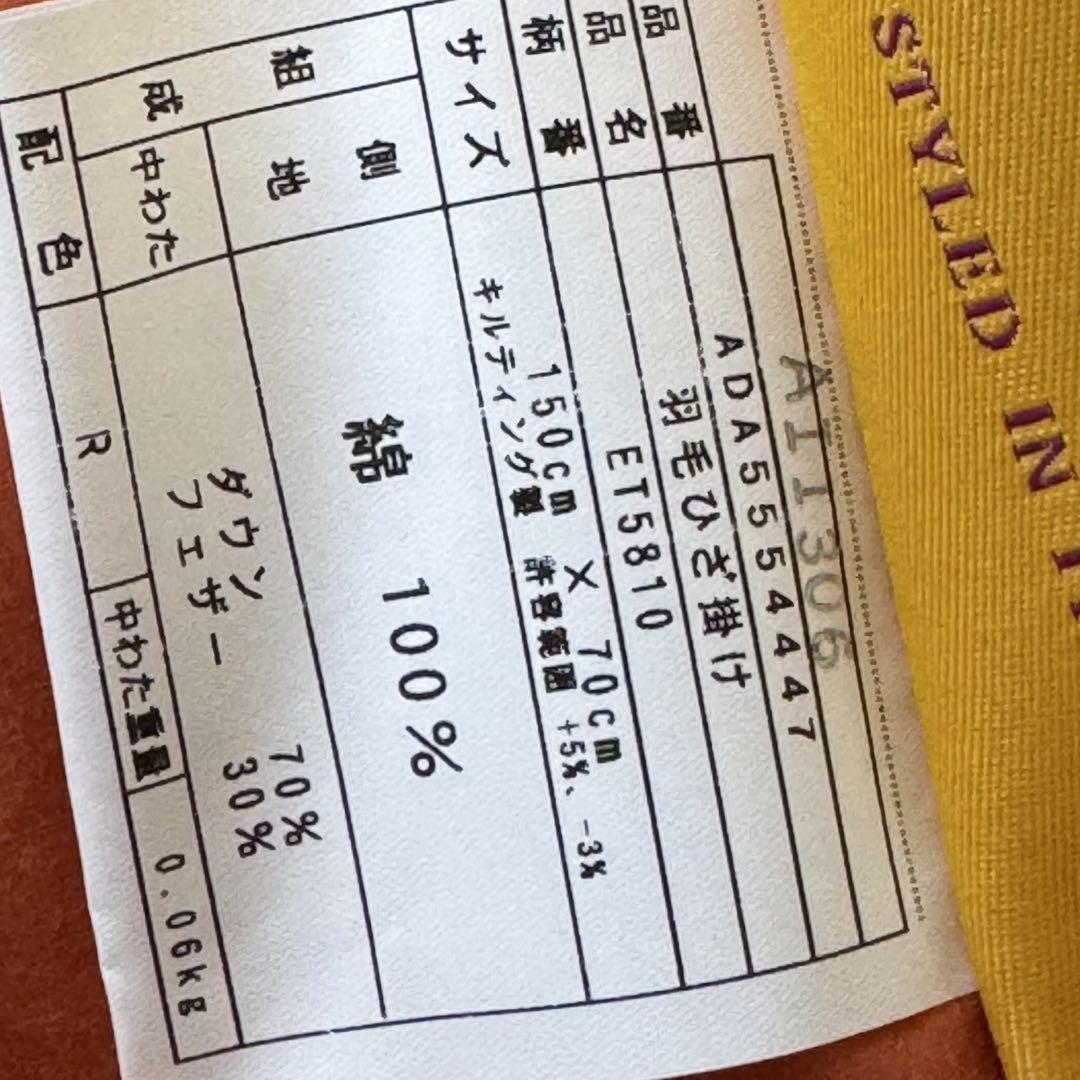 STYLED IN
A11306
品番 ADA5554447
品名 羽毛ひざ掛け
柄番 ET5810
サイズ 150cm × 70cm
キルティング製 許容範囲 +5%、-3%
組成 側地 綿 100%
中わた ダウン 70%
フェザー 30%
配色 R 中わた重量 0.06kg